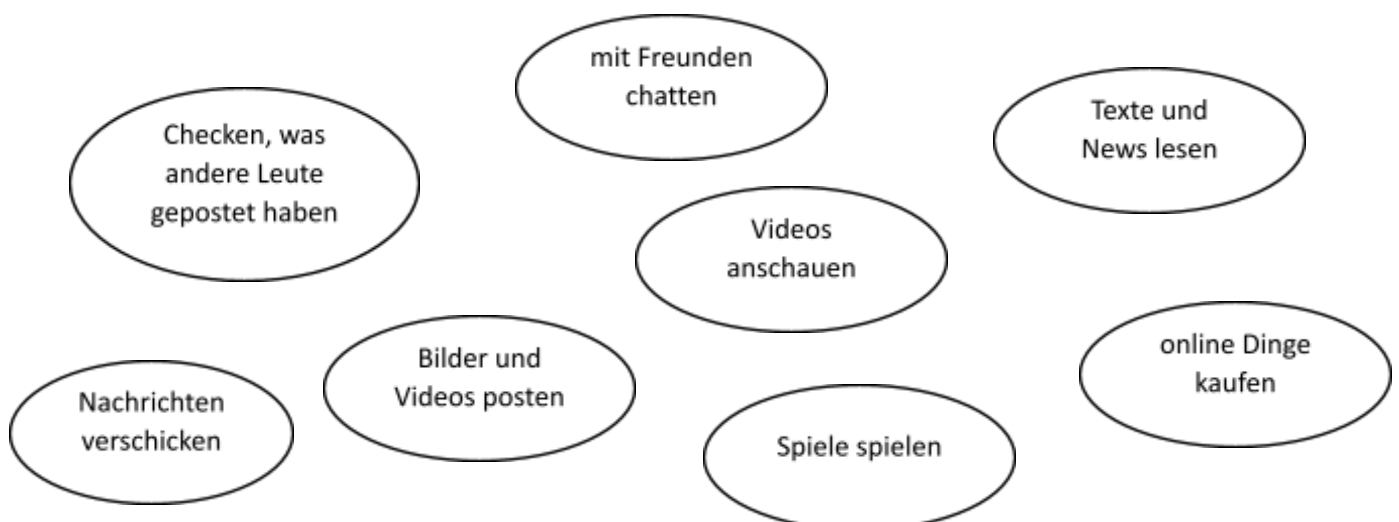 mit Freunden
chatten
Checken, was
andere Leute
gepostet haben
Texte und
News lesen
Videos
anschauen
Nachrichten
verschicken
Bilder und
Videos posten
Spiele spielen
online Dinge
kaufen